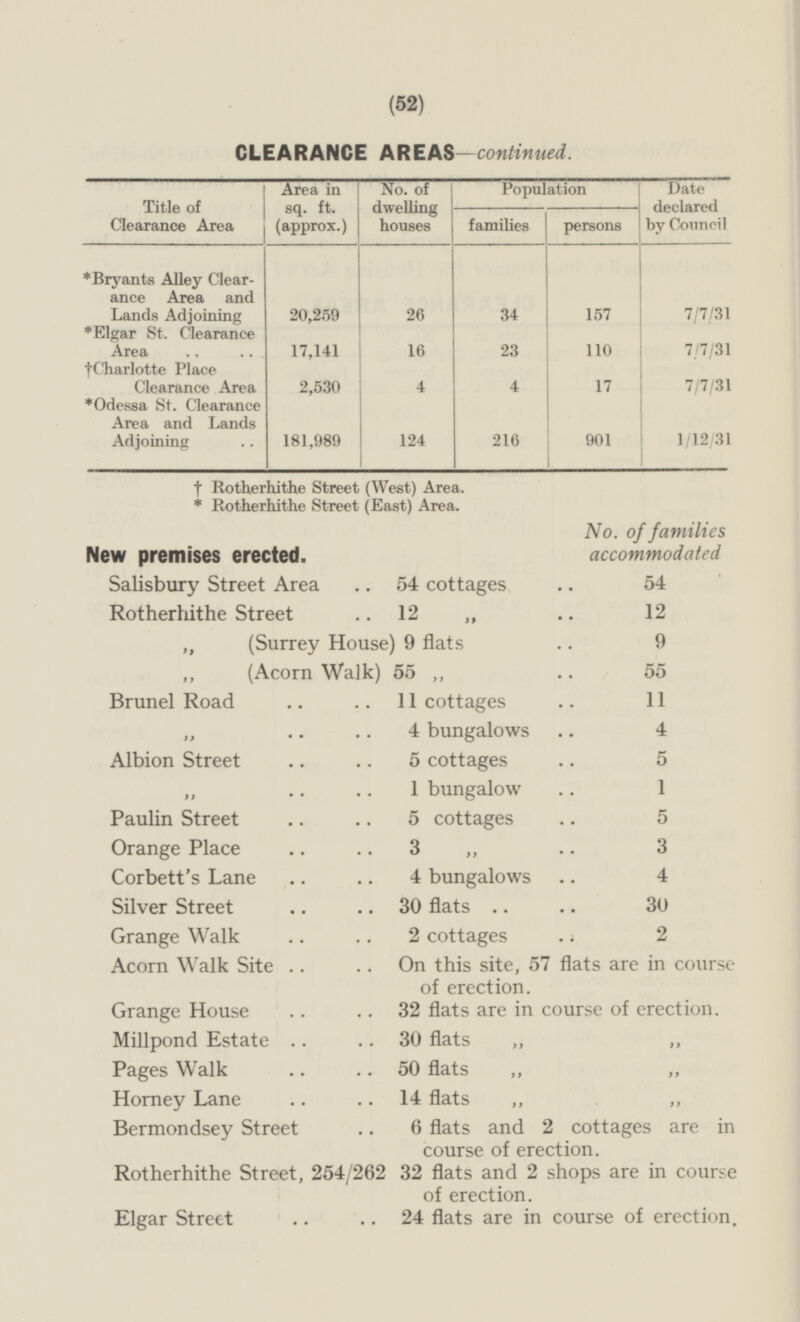 (52)
CLEARANCE AREAS—continued.
Title of Clearance Area | Area in sq. ft. (approx.) | No. of dwelling houses | Population families | Population persons | Date declared by Council
*Bryants Alley Clear-
ance Area and
Lands Adjoining 20,259 26 34 157 7/7/31
*Elgar St. Clearance
Area .. .. 17,141 16 23 110 7/7/31
†Charlotte Place
Clearance Area 2,530 4 4 17 7/7/31
*Odessa St. Clearance
Area and Lands
Adjoining .. 181,989 124 216 901 1/12/31
† Rotherhithe Street (West) Area.
* Rotherhithe Street (East) Area.
No. of families
New premises erected. accommodated
Salisbury Street Area .. 54 cottages .. 54
Rotherhithe Street .. 12 ,, .. 12
,, (Surrey House) 9 flats .. 9
,, (Acorn Walk) 55 ,, .. 55
Brunel Road .. .. 11 cottages .. 11
,, .. .. 4 bungalows .. 4
Albion Street .. .. 5 cottages .. 5
,, .. .. 1 bungalow .. 1
Paulin Street .. .. 5 cottages .. 5
Orange Place .. .. 3 ,, .. 3
Corbett's Lane .. .. 4 bungalows .. 4
Silver Street .. .. 30 flats .. .. 30
Grange Walk .. .. 2 cottages .. 2
Acorn Walk Site .. .. On this site, 57 flats are in course
of erection.
Grange House .. .. 32 flats are in course of erection.
Millpond Estate .. .. 30 flats ,, ,,
Pages Walk .. .. 50 flats ,, ,,
Horney Lane .. .. 14 flats ,, ,,
Bermondsey Street .. 6 flats and 2 cottages are in
course of erection.
Rotherhithe Street, 254/262 32 flats and 2 shops are in course
of erection.
Elgar Street .. .. 24 flats are in course of erection.